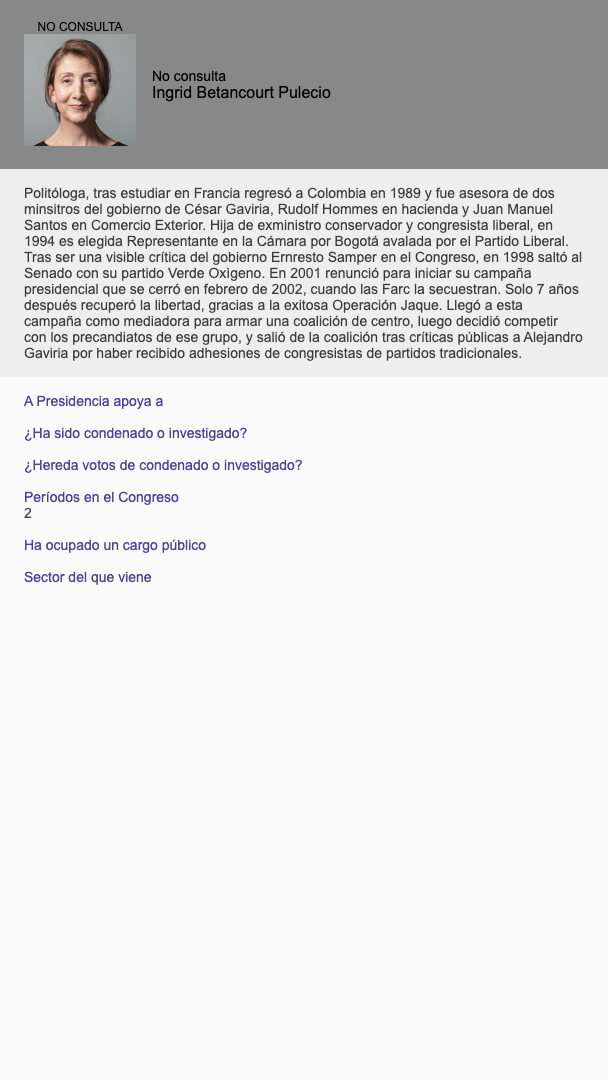 NO CONSULTA
No consulta
Ingrid Betancourt Pulecio
Politóloga, tras estudiar en Francia regresó a Colombia en 1989 y fue asesora de dos
minsitros del gobierno de César Gaviria, Rudolf Hommes en hacienda y Juan Manuel
Santos en Comercio Exterior. Hija de exministro conservador y congresista liberal, en
1994 es elegida Representante en la Cámara por Bogotá avalada por el Partido Liberal.
Tras ser una visible crítica del gobierno Ernresto Samper en el Congreso, en 1998 saltó al
Senado con su partido Verde Oxìgeno. En 2001 renunció para iniciar su campaña
presidencial que se cerró en febrero de 2002, cuando las Farc la secuestran. Solo 7 años
después recuperó la libertad, gracias a la exitosa Operación Jaque. Llegó a esta
campaña como mediadora para armar una coalición de centro, luego decidió competir
con los precandiatos de ese grupo, y salió de la coalición tras críticas públicas a Alejandro
Gaviria por haber recibido adhesiones de congresistas de partidos tradicionales.
A Presidencia apoya a
¿Ha sido condenado o investigado?
¿Hereda votos de condenado o investigado?
Períodos en el Congreso
2
Ha ocupado un cargo público
Sector del que viene